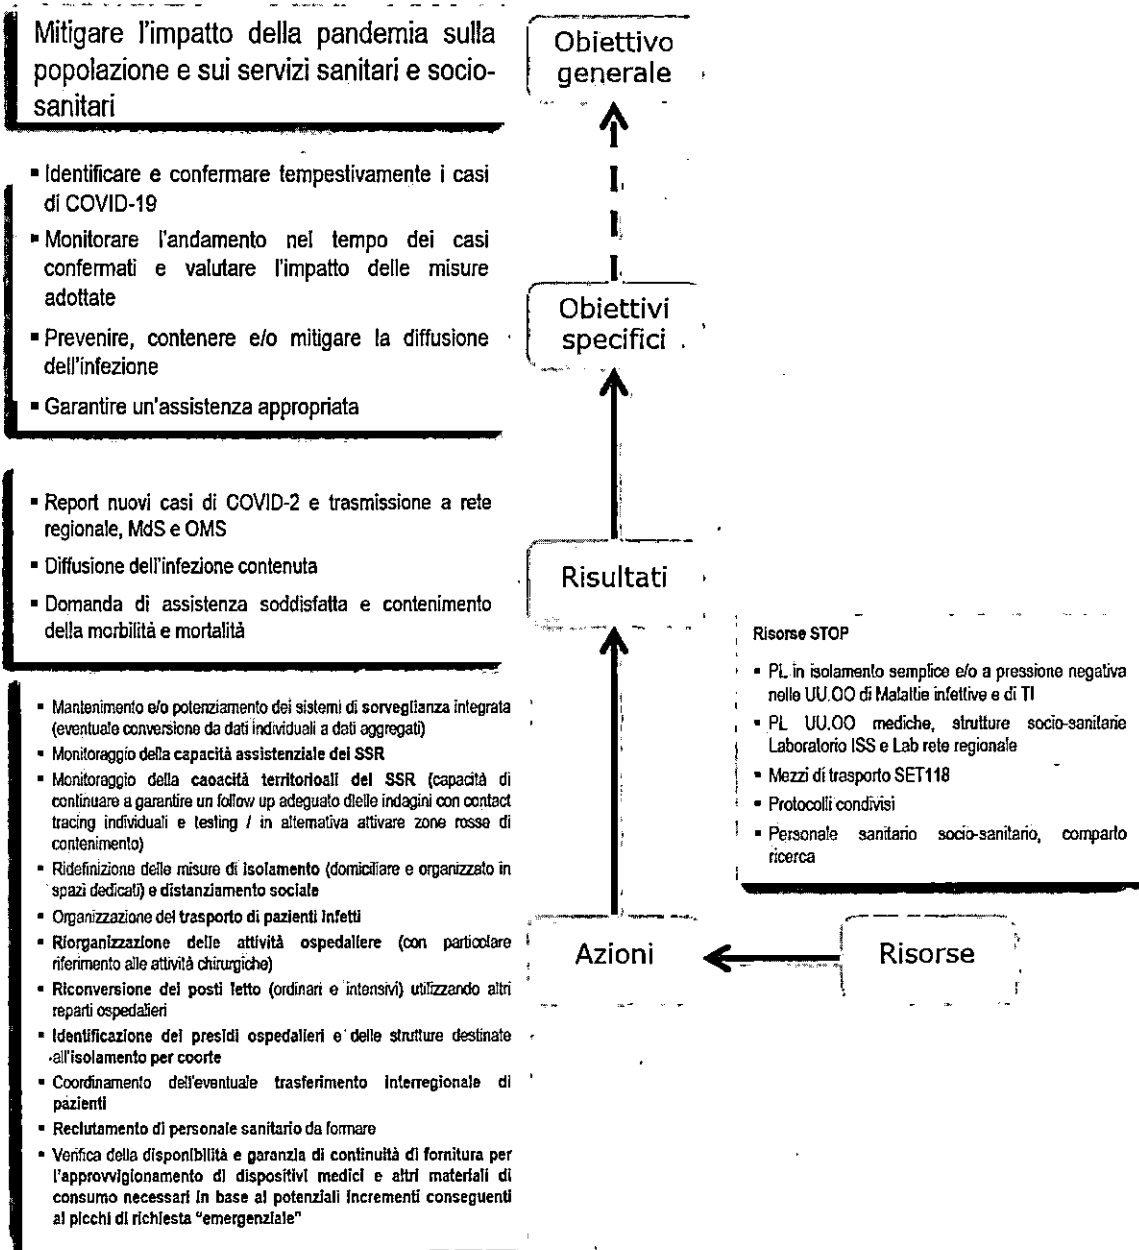 Mitigare l'impatto della pandemia sulla
popolazione e sui servizi sanitari e socio-
sanitari
Obiettivo
generale
▪ Identificare e confermare tempestivamente i casi
di COVID-19
▪ Monitorare l'andamento nel tempo dei casi
confermati e valutare l'impatto delle misure
adottate
▪ Prevenire, contenere e/o mitigare la diffusione
dell'infezione
▪ Garantire un'assistenza appropriata
Obiettivi
specifici
▪ Report nuovi casi di COVID-2 e trasmissione a rete
regionale, MdS e OMS
▪ Diffusione dell'infezione contenuta
▪ Domanda di assistenza soddisfatta e contenimento
della morbilità e mortalità
Risultati
Risorse STOP
▪ PL in isolamento semplice e/o a pressione negativa
nelle UU.OO di Malattie infettive e di TI
▪ PL UU.OO mediche, strutture socio-sanitarie
Laboratorio ISS e Lab rete regionale
▪ Mezzi di trasporto SET118
▪ Protocolli condivisi
▪ Personale sanitario socio-sanitario, comparto
ricerca
▪ Mantenimento e/o potenziamento dei sistemi di sorveglianza integrata
(eventuale conversione da dati individuali a dati aggregati)
▪ Monitoraggio della capacità assistenziale del SSR
▪ Monitoraggio della caoacità territorioali del SSR (capacità di
continuare a garantire un follow up adeguato dlelle indagini con contact
tracing individuali e testing / in alternativa attivare zone rosse di
contenimento)
▪ Ridefinizione delle misure di isolamento (domiciliare e organizzato in
spazi dedicati) e distanziamento sociale
▪ Organizzazione del trasporto di pazienti infetti
▪ Riorganizzazione delle attività ospedaliere (con particolare
riferimento alle attività chirurgiche)
▪ Riconversione dei posti letto (ordinari e intensivi) utilizzando altri
reparti ospedalieri
▪ Identificazione dei presidi ospedalieri e delle strutture destinate
all'isolamento per coorte
▪ Coordinamento dell'eventuale trasferimento interregionale di
pazienti
▪ Reclutamento di personale sanitario da formare
▪ Verifica della disponibilità e garanzia di continuità di fornitura per
l'approvvigionamento di dispositivi medici e altri materiali di
consumo necessari in base ai potenziali incrementi conseguenti
ai picchi di richiesta "emergenziale"
Azioni
Risorse